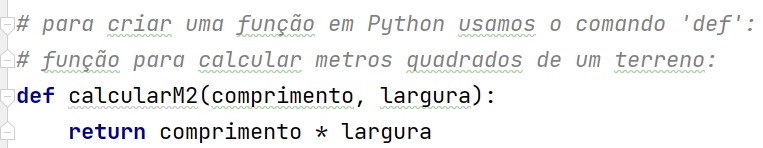 # para criar uma função em Python usamos o comando 'def':
# função para calcular metros quadrados de um terreno:
def calcularM2(comprimento, largura):
    return comprimento * largura